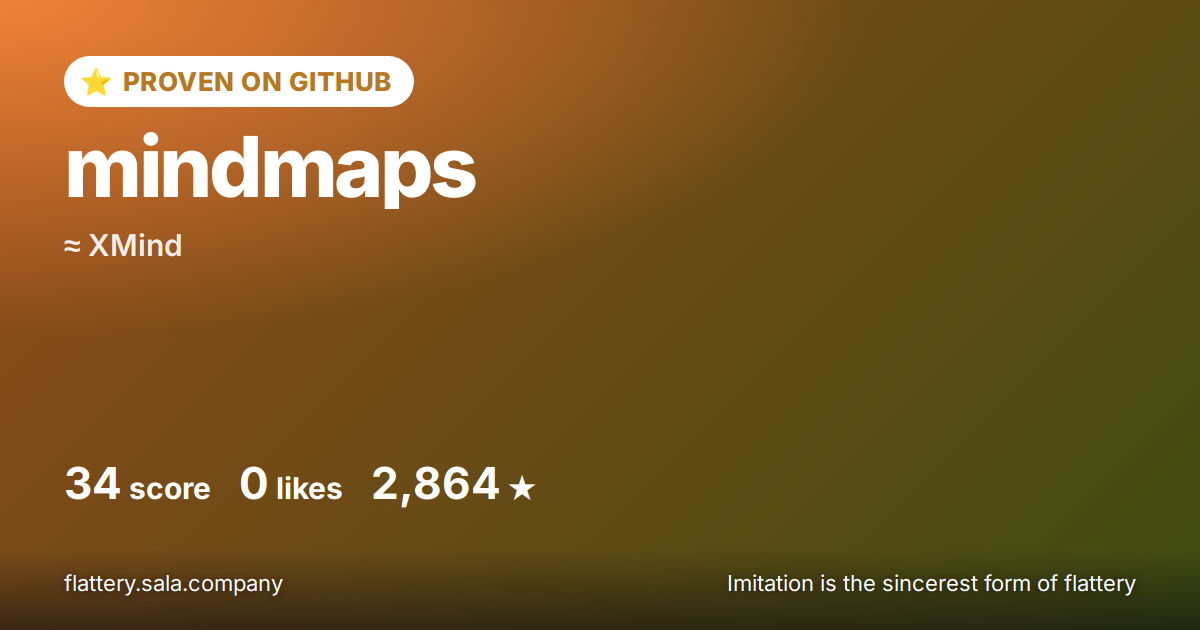 ⭐ PROVEN ON GITHUB
mindmaps
≈ XMind
34 score 0 likes 2,864 ★
flattery.sala.company
Imitation is the sincerest form of flattery